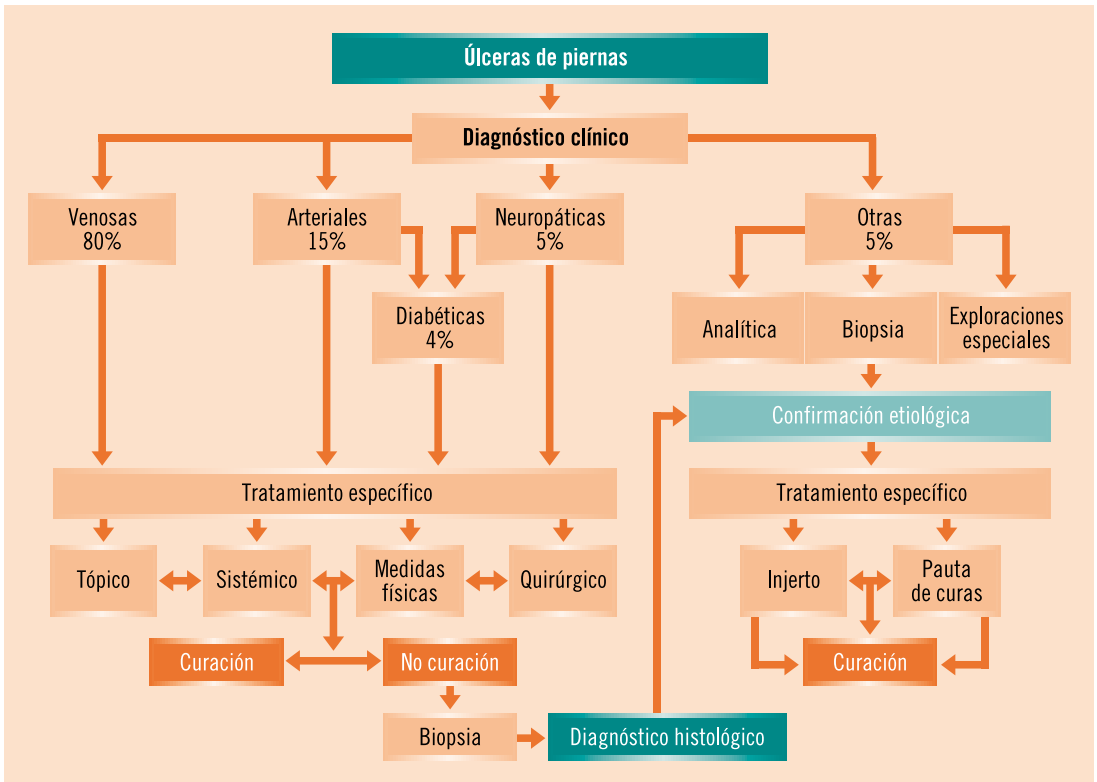 Úlceras de piernas
Diagnóstico clínico
Venosas
80%
Arteriales
15%
Neuropáticas
5%
Otras
5%
Diabéticas
4%
Analítica
Biopsia
Exploraciones
especiales
Confirmación etiológica
Tratamiento específico
Tratamiento específico
Tópico
Sistémico
Medidas
físicas
Quirúrgico
Injerto
Pauta
de curas
Curación
No curación
Curación
Biopsia
Diagnóstico histológico